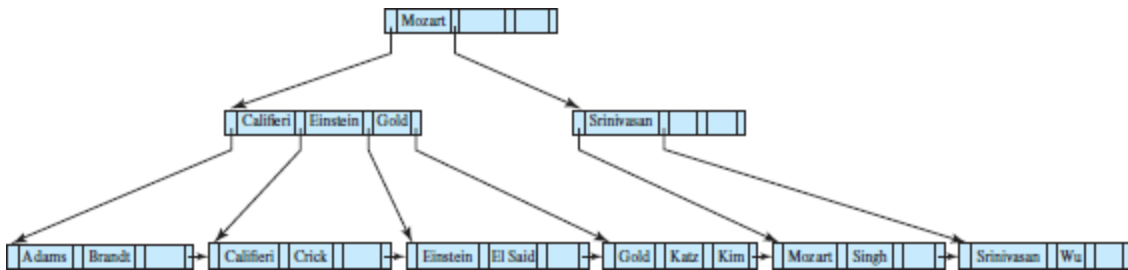 Mozart
Califieri Einstein Gold Srinivasan
Adams Brandt Califieri Crick Einstein El Said Gold Katz Kim Mozart Singh Srinivasan Wu